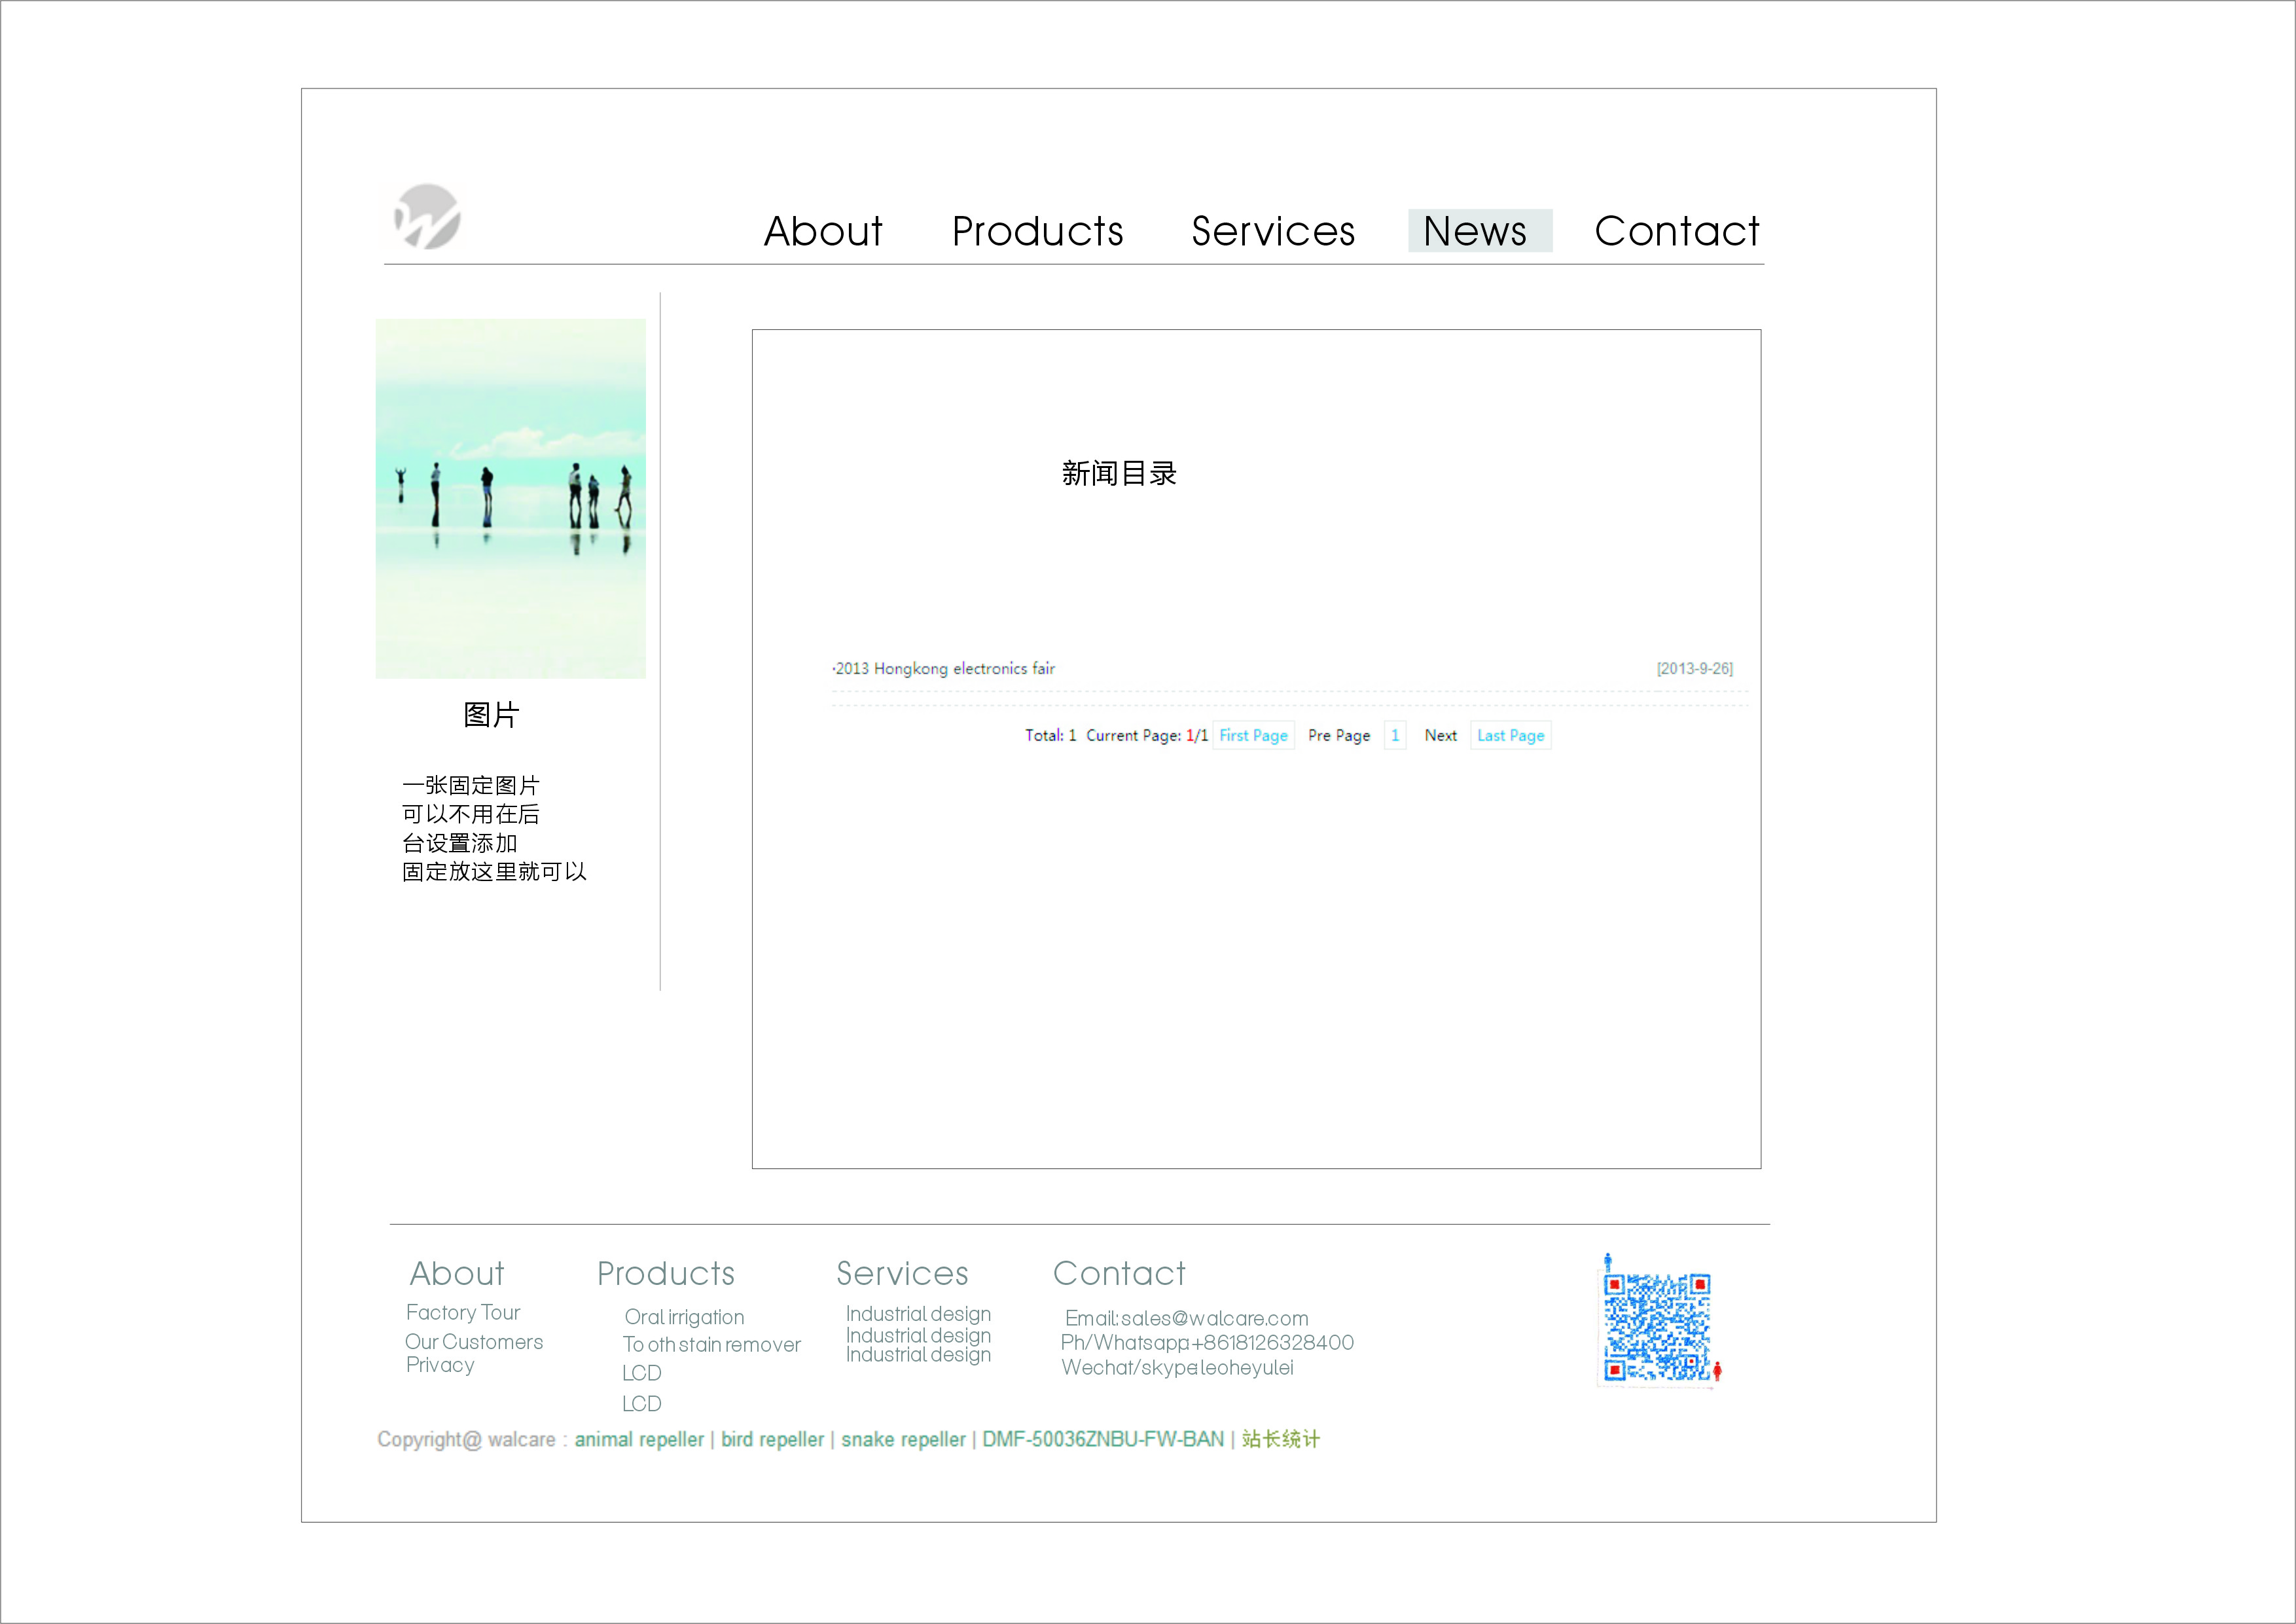 About Products Services News Contact
新闻目录
·2013 Hongkong electronics fair [2013-9-26]
Total: 1 Current Page: 1/1 First Page Pre Page 1 Next Last Page
图片
一张固定图片
可以不用在后
台设置添加
固定放这里就可以
About
Factory Tour
Our Customers
Privacy
Products
Oral irrigation
Tooth stain remover
LCD
LCD
Services
Industrial design
Industrial design
Industrial design
Contact
Email:sales@walcare.com
Ph/Whatsapp:+8618126328400
Wechat/skype:leoheyulei
Copyright@ walcare : animal repeller | bird repeller | snake repeller | DMF-50036ZNBU-FW-BAN | 站长统计